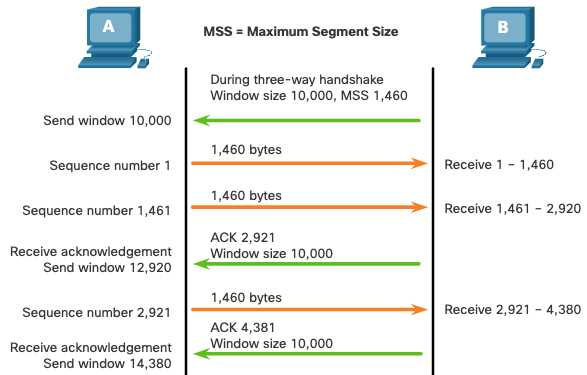 A
MSS = Maximum Segment Size
B
During three-way handshake
Window size 10,000, MSS 1,460
Send window 10,000
1,460 bytes
Sequence number 1
Receive 1 – 1,460
1,460 bytes
Sequence number 1,461
Receive 1,461 – 2,920
ACK 2,921
Window size 10,000
Receive acknowledgement
Send window 12,920
1,460 bytes
Sequence number 2,921
Receive 2,921 – 4,380
ACK 4,381
Window size 10,000
Receive acknowledgement
Send window 14,380